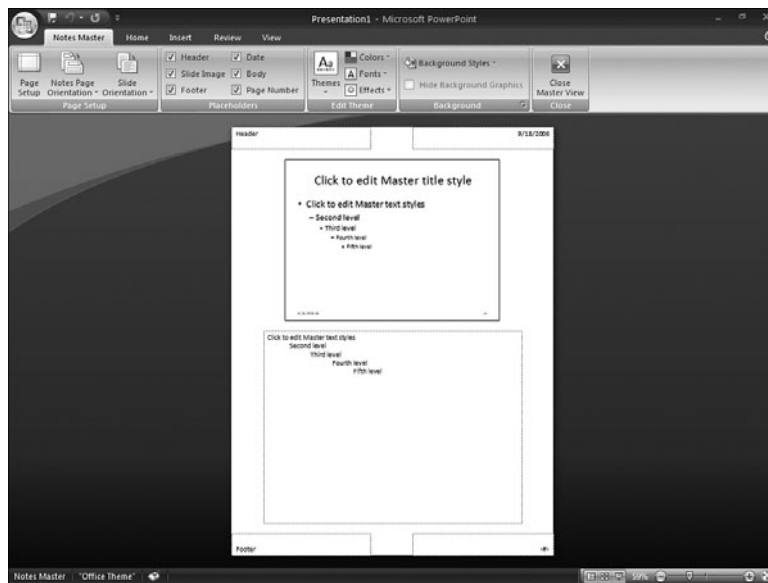 Presentation1 - Microsoft PowerPoint
Notes Master Home Insert Review View
Page Setup
Notes Page Orientation
Slide Orientation
Page Setup
Header
Date
Slide Image
Body
Footer
Page Number
Placeholders
Aa
Themes
Colors
A Fonts
Effects
Edit Theme
Background Styles
Hide Background Graphics
Background
Close Master View
Close
Header
9/18/2006
Click to edit Master title style
• Click to edit Master text styles
– Second level
• Third level
– Fourth level
» Fifth level
Click to edit Master text styles
Second level
Third level
Fourth level
Fifth level
Footer
‹#›
Notes Master "Office Theme" 59%